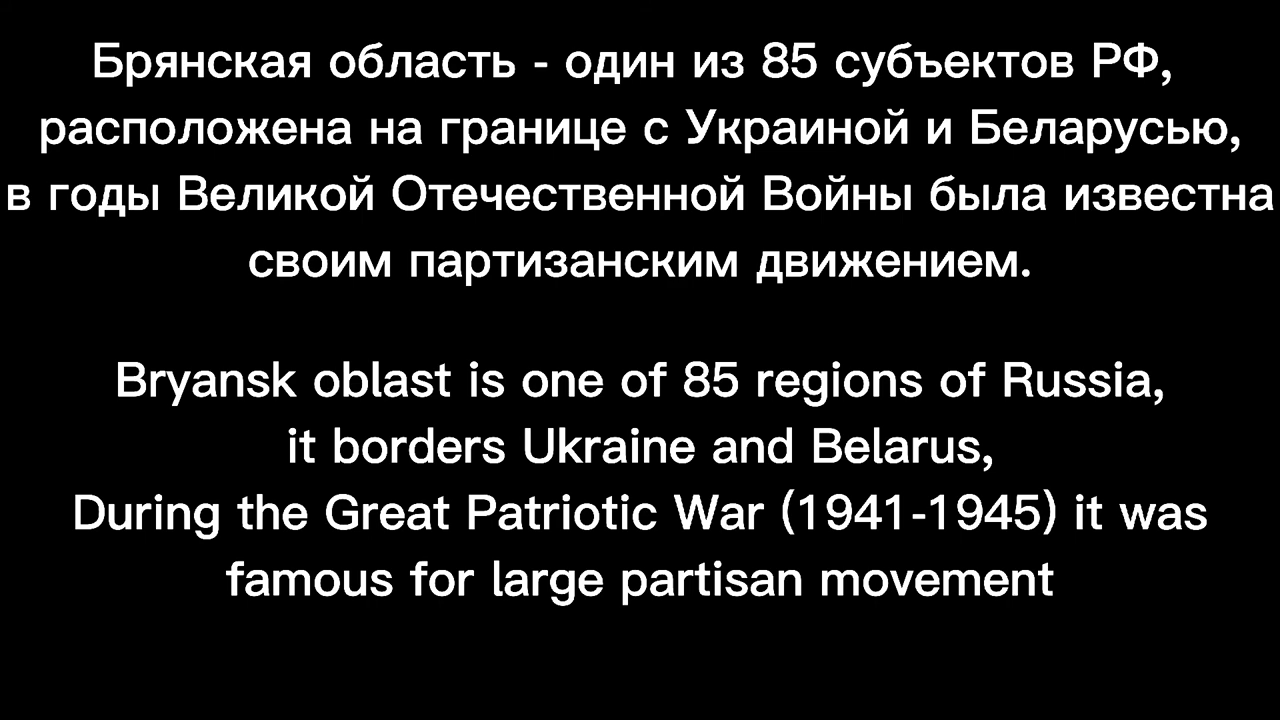 Брянская область - один из 85 субъектов РФ,
расположена на границе с Украиной и Беларусью,
в годы Великой Отечественной Войны была известна
своим партизанским движением.
Bryansk oblast is one of 85 regions of Russia,
it borders Ukraine and Belarus,
During the Great Patriotic War (1941-1945) it was
famous for large partisan movement